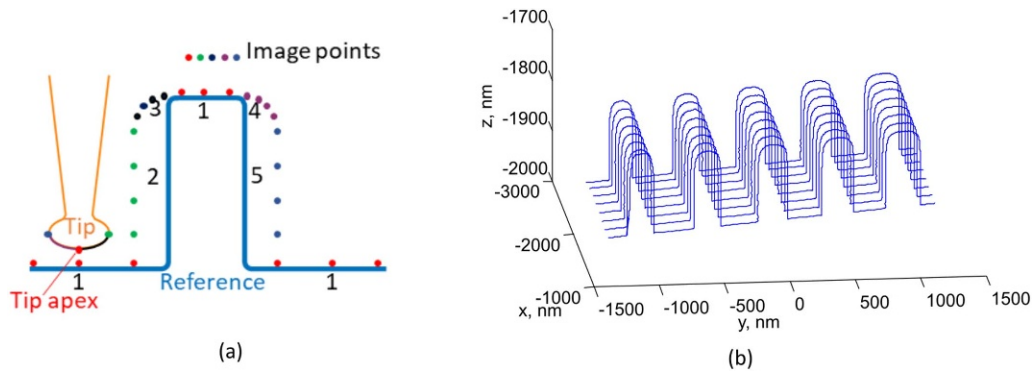 Image points
3
1
4
2
5
Tip
1
Reference
1
Tip apex
(a)
-1700
-1800
-1900
-2000
-3000
-2000
-1000
z, nm
x, nm
-1500
-1000
-500
0
500
1000
1500
y, nm
(b)